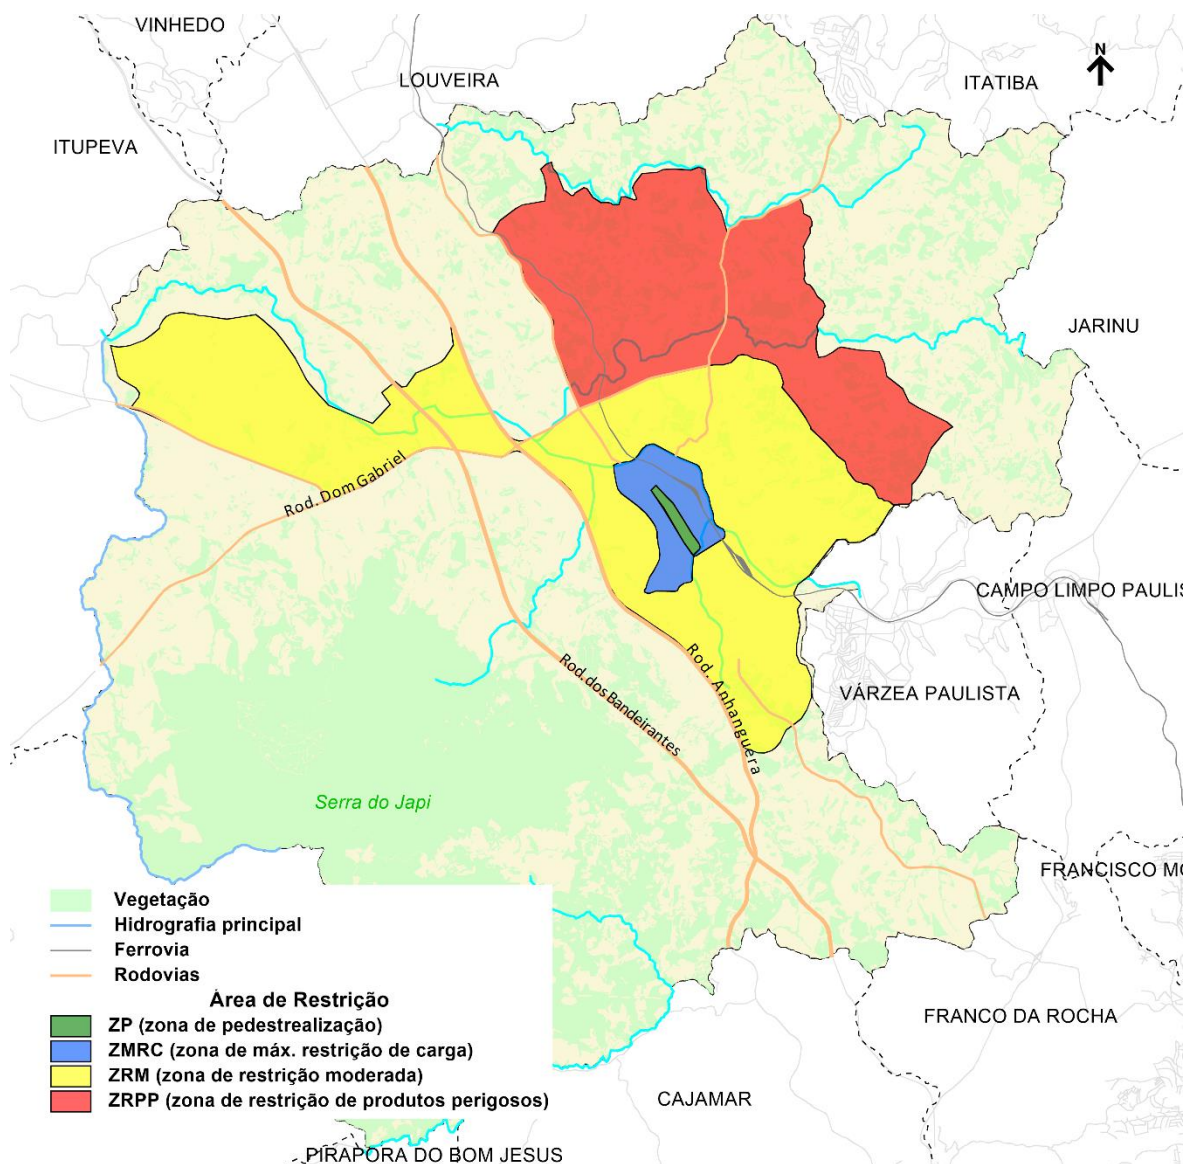 VINHEDO
LOUVEIRA
N
ITATIBA
ITUPEVA
JARINU
Rod. Dom Gabriel
CAMPO LIMPO PAULIS
Rod. dos Bandeirantes
Rod. Anhanguera
VÁRZEA PAULISTA
Serra do Japi
FRANCISCO MO
Vegetação
Hidrografia principal
Ferrovia
Rodovias
Área de Restrição
ZP (zona de pedestrealização)
ZMRC (zona de máx. restrição de carga)
ZRM (zona de restrição moderada)
ZRPP (zona de restrição de produtos perigosos)
FRANCO DA ROCHA
CAJAMAR
PIRAPORA DO BOM JESUS